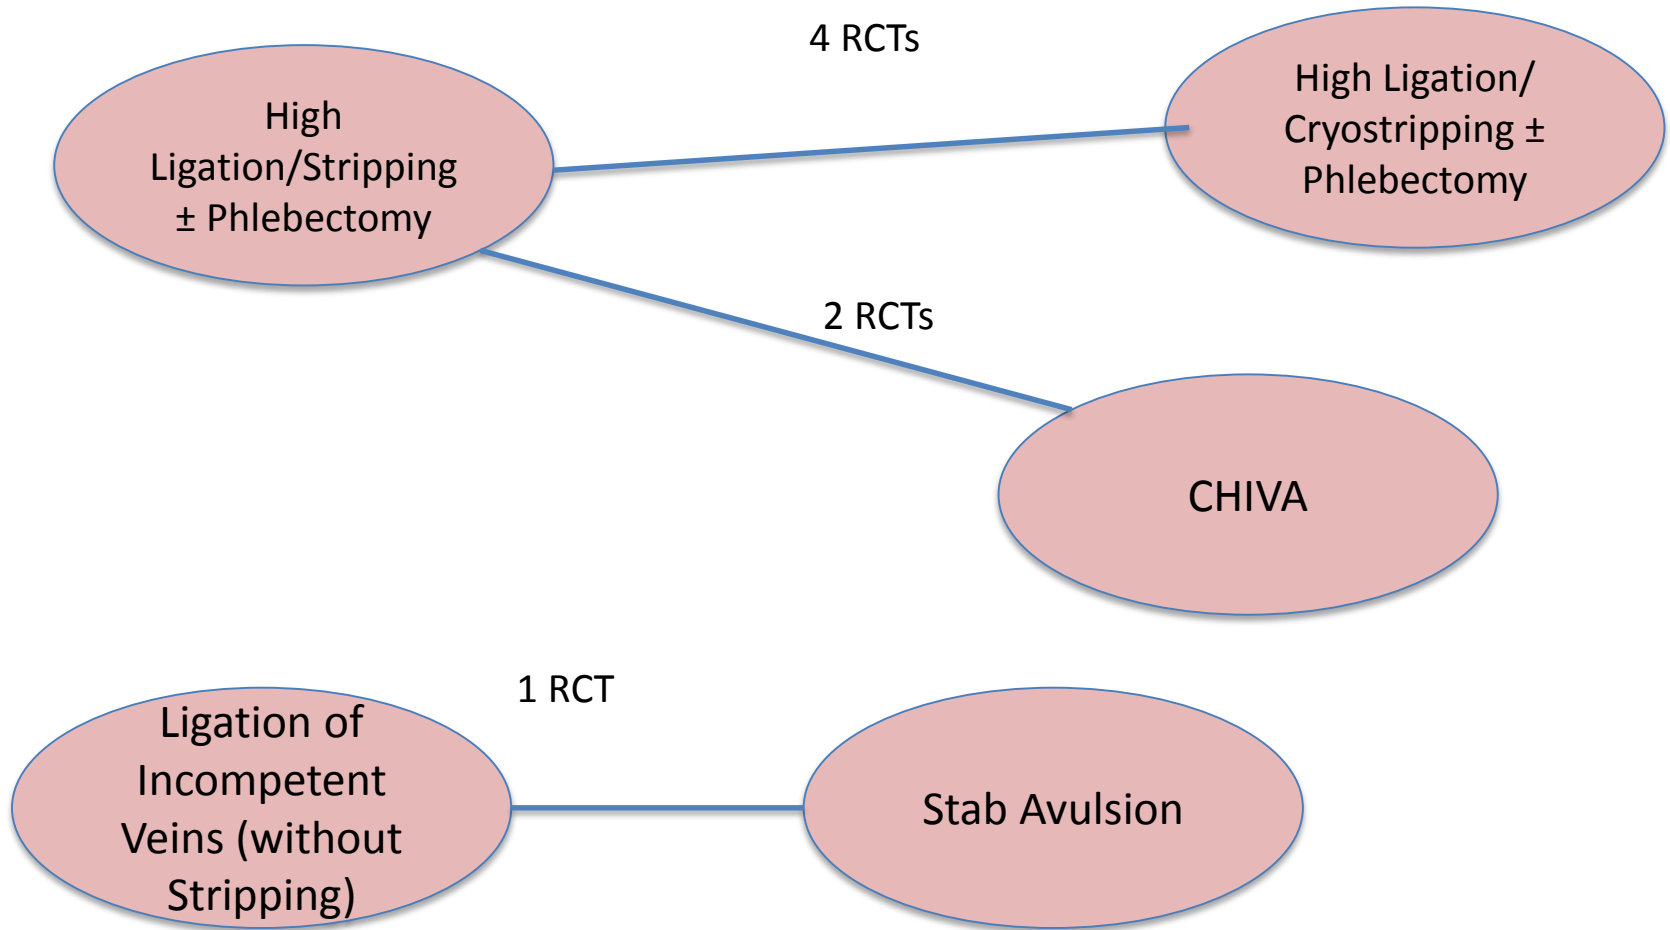 4 RCTs
High
Ligation/Stripping
± Phlebectomy
High Ligation/
Cryostripping ±
Phlebectomy
2 RCTs
CHIVA
1 RCT
Ligation of
Incompetent
Veins (without
Stripping)
Stab Avulsion